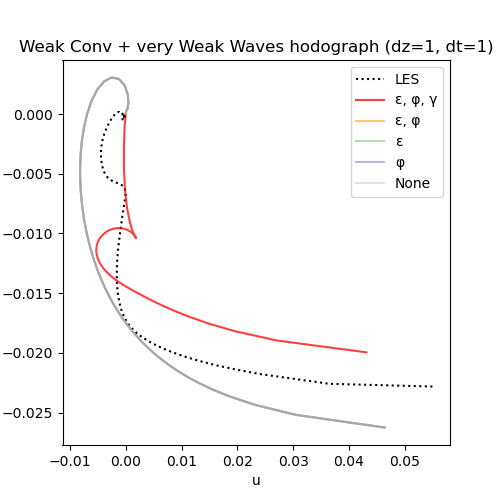 Weak Conv + very Weak Waves hodograph (dz=1, dt=1)
LES
ε, φ, γ
ε, φ
ε
φ
None
0.000
−0.005
−0.010
−0.015
−0.020
−0.025
−0.01 0.00 0.01 0.02 0.03 0.04 0.05
u